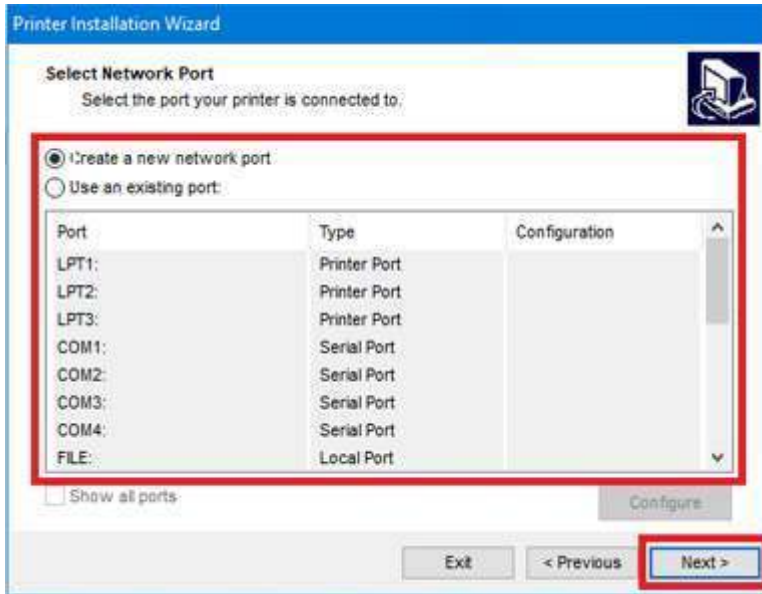 Printer Installation Wizard
Select Network Port
Select the port your printer is connected to.
Create a new network port
Use an existing port:
Port Type Configuration
LPT1: Printer Port
LPT2: Printer Port
LPT3: Printer Port
COM1: Serial Port
COM2: Serial Port
COM3: Serial Port
COM4: Serial Port
FILE: Local Port
Show all ports
Configure
Exit < Previous Next >